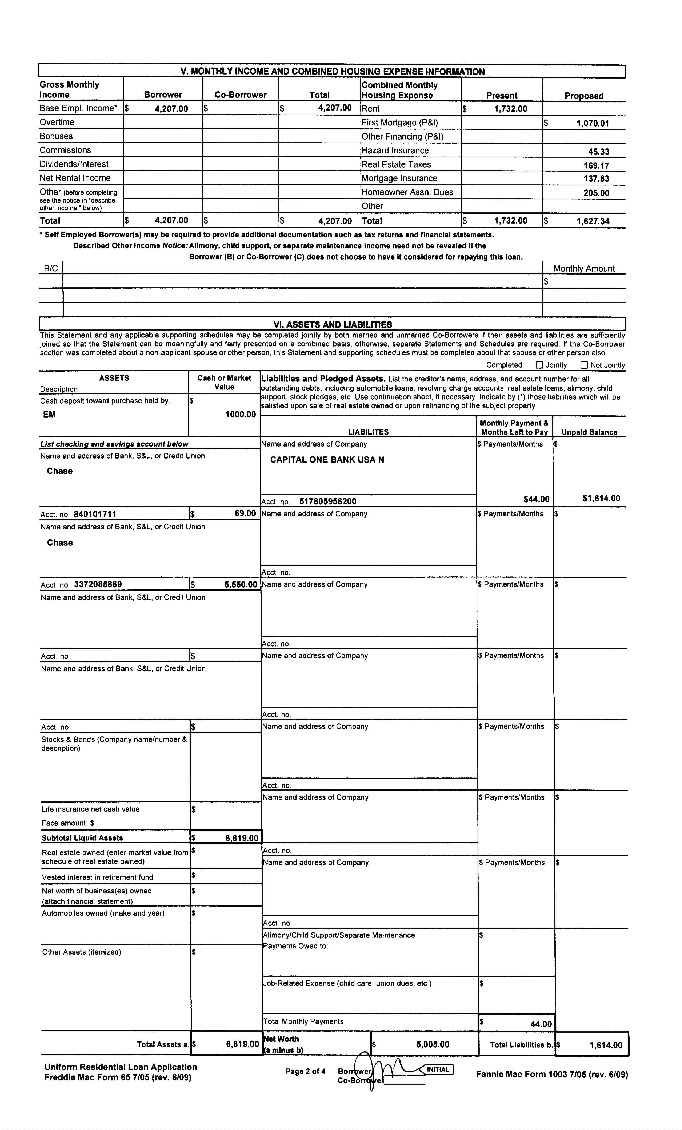 V. MONTHLY INCOME AND COMBINED HOUSING EXPENSE INFORMATION
Gross Monthly Income Borrower Co-Borrower Total Combined Monthly Housing Expense Present Proposed
Base Empl. Income* $ 4,207.00 $ $ 4,207.00 Rent $ 1,732.00
Overtime First Mortgage (P&I) $ 1,070.01
Bonuses Other Financing (P&I)
Commissions Hazard Insurance 45.33
Dividends/Interest Real Estate Taxes 169.17
Net Rental Income Mortgage Insurance 137.83
Other (before completing see the notice in "describe other income," below) Homeowner Assn. Dues 205.00
Other
Total $ 4,207.00 $ $ 4,207.00 Total $ 1,732.00 $ 1,627.34
* Self Employed Borrower(s) may be required to provide additional documentation such as tax returns and financial statements.
Described Other Income Notice: Alimony, child support, or separate maintenance income need not be revealed if the
Borrower (B) or Co-Borrower (C) does not choose to have it considered for repaying this loan.
B/C Monthly Amount
$
VI. ASSETS AND LIABILITIES
This Statement and any applicable supporting schedules may be completed jointly by both married and unmarried Co-Borrowers if their assets and liabilities are sufficiently
joined so that the Statement can be meaningfully and fairly presented on a combined basis, otherwise, separate Statements and Schedules are required. If the Co-Borrower
section was completed about a non applicant spouse or other person, this Statement and supporting schedules must be completed about that spouse or other person also
Completed Jointly Not Jointly
ASSETS
Description
Cash or Market Value
Cash deposit toward purchase held by. $
EM 1000.00
Liabilities and Pledged Assets. List the creditor's name, address, and account number for all
outstanding debts, including automobile loans, revolving charge accounts, real estate loans, alimony, child
support, stock pledges, etc. Use continuation sheet, if necessary. Indicate by (*) those liabilities which will be
satisfied upon sale of real estate owned or upon refinancing of the subject property
LIABILITES Monthly Payment & Months Left to Pay Unpaid Balance
List checking and savings account below
Name and address of Bank, S&L, or Credit Union
Chase
Name and address of Company $ Payments/Months $
CAPITAL ONE BANK USA N
Acct. no. 517805956200 $44.00 $1,614.00
Acct. no 840101711 $ 69.00 Name and address of Company $ Payments/Months $
Name and address of Bank, S&L, or Credit Union
Chase
Acct. no.
Acct. no 3372085869 $ 5,550.00 Name and address of Company $ Payments/Months $
Name and address of Bank, S&L, or Credit Union
Acct. no.
Acct. no $ Name and address of Company $ Payments/Months $
Name and address of Bank, S&L, or Credit Union
Acct. no.
Acct. no $ Name and address of Company $ Payments/Months $
Stocks & Bonds (Company name/number & description)
Acct. no.
Name and address of Company $ Payments/Months $
Life insurance net cash value $
Face amount: $
Subtotal Liquid Assets $ 6,619.00
Acct. no.
Real estate owned (enter market value from schedule of real estate owned) $
Name and address of Company $ Payments/Months $
Vested interest in retirement fund $
Net worth of business(es) owned (attach financial statement) $
Automobiles owned (make and year) $
Acct. no
Alimony/Child Support/Separate Maintenance Payments Owed to: $
Other Assets (itemized) $
Job-Related Expense (child care, union dues, etc.) $
Total Monthly Payments $ 44.00
Total Assets a. $ 6,619.00 Net Worth (a minus b) $ 5,005.00 Total Liabilities b. $ 1,614.00
Uniform Residential Loan Application
Freddie Mac Form 65 7/05 (rev. 6/09)
Page 2 of 4
Borrower
Co-Borrower
INITIAL
Fannie Mae Form 1003 7/05 (rev. 6/09)